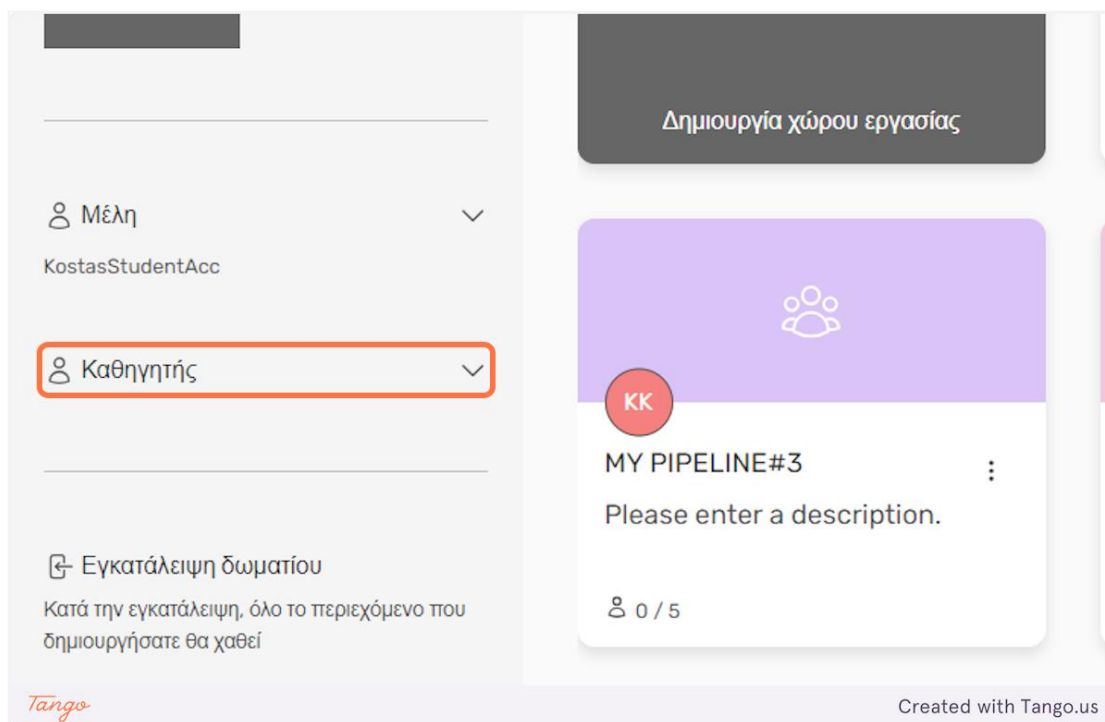 Δημιουργία χώρου εργασίας
Μέλη
KostasStudentAcc
Καθηγητής
KK
MY PIPELINE#3
Please enter a description.
0 / 5
Εγκατάλειψη δωματίου
Κατά την εγκατάλειψη, όλο το περιεχόμενο που
δημιουργήσατε θα χαθεί
Tango
Created with Tango.us